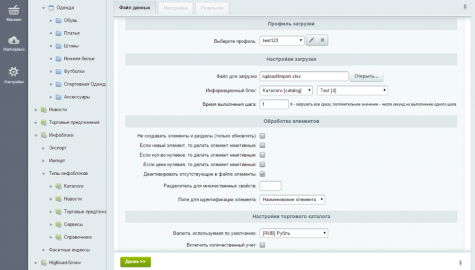 Магазин
Маркетинг
Настройки
Одежда
Обувь
Платья
Штаны
Нижнее белье
Футболки
Спортивная Одежда
Аксессуары
Новости
Торговые предложения
Инфоблоки
Экспорт
Импорт
Типы инфоблоков
Каталоги
Новости
Торговые предложения
Сервисы
Справочники
Фасетные индексы
Highload-блоки
Файл данных
Настройки
Результат
Профиль загрузки
Выберите профиль:
test123
Настройки загрузки
Файл для загрузки
/upload/import.xlsx
Открыть...
Информационный блок:
Каталоги [catalog]
Test [4]
Время выполнения шага:
1
0 - загрузить все сразу, положительное значение - число секунд на выполнение одного шага
Обработка элементов
Не создавать элементы и разделы (только обновлять)
Если новый элемент, то делать элемент неактивным:
Если кол-во нулевое, то делать элемент неактивным:
Если цена нулевая, то делать элемент неактивным:
Деактивировать отсутствующие в файле элементы:
Разделитель для множественных свойств:
Поле для идентификации элемента:
Наименование элемента
Настройки торгового каталога
Валюта, используемая по умолчанию:
[RUB] Рубль
Включить количественный учет:
Далее >>